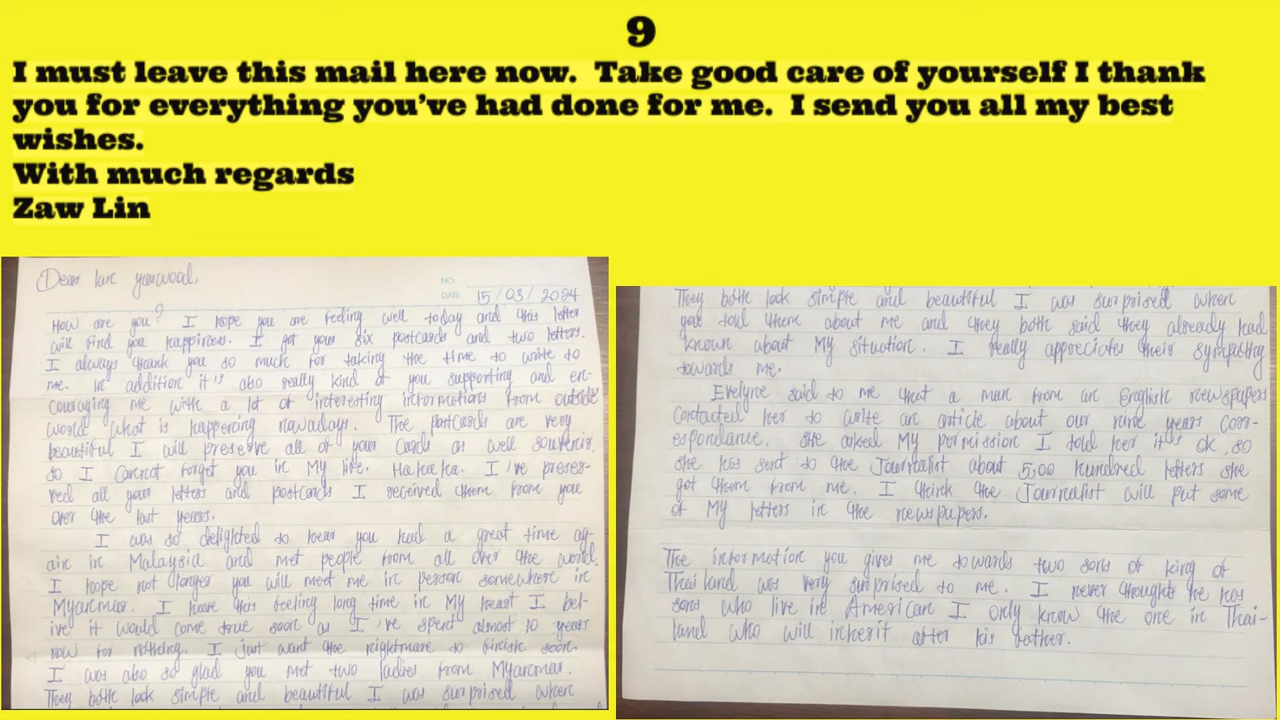 9
I must leave this mail here now. Take good care of yourself I thank
you for everything you've had done for me. I send you all my best
wishes.
With much regards
Zaw Lin
Dear yarwood,
NO.
DATE 15/03/2024
How are you? I hope you are feeling well today and this letter
will find you happiness. I got your six postcards and two letters.
I always thank you so much for taking the time to write to
me. In addition it is also really kind of you supporting and en-
couraging me with a lot of interesting informations from outside
world what is happening nowadays. The postcards are very
beautiful I will preserve all of your cards as well souvenir
so I cannot forget you in My life. Ha ha ha. I've preser-
ved all your letters and postcards I received them from you
over the last years.
I was so delighted to hear you had a great time ag-
ain in Malaysia and met people from all over the world.
I hope not longer you will meet me in person somewhere in
Myanmar. I have this feeling long time in My heart I bel-
ive it would come true soon as I've spent almost 10 years
now for nothing. I just want the nightmare to finish soon.
I was also so glad you met two ladies from Myanmar.
They both look simple and beautiful I was surprised when
They both look simple and beautiful I was surprised when
you told them about me and they both said they already had
known about My situation. I really appreciates their sympathy
towards me.
Evelyne said to me that a man from an English newspapers
contacted her to write an article about our nine years corr-
espondance. she asked My permission I told her it is ok, so
she has sent to the Journalist about 5,00 hundred letters she
got them from me. I think the Journalist will put some
of My letters in the newspapers.
The information you gives me towards two sons of king of
Thailand was very surprised to me. I never thoughts he has
sons who live in American I only know the one in Thai-
land who will inherit after his father.